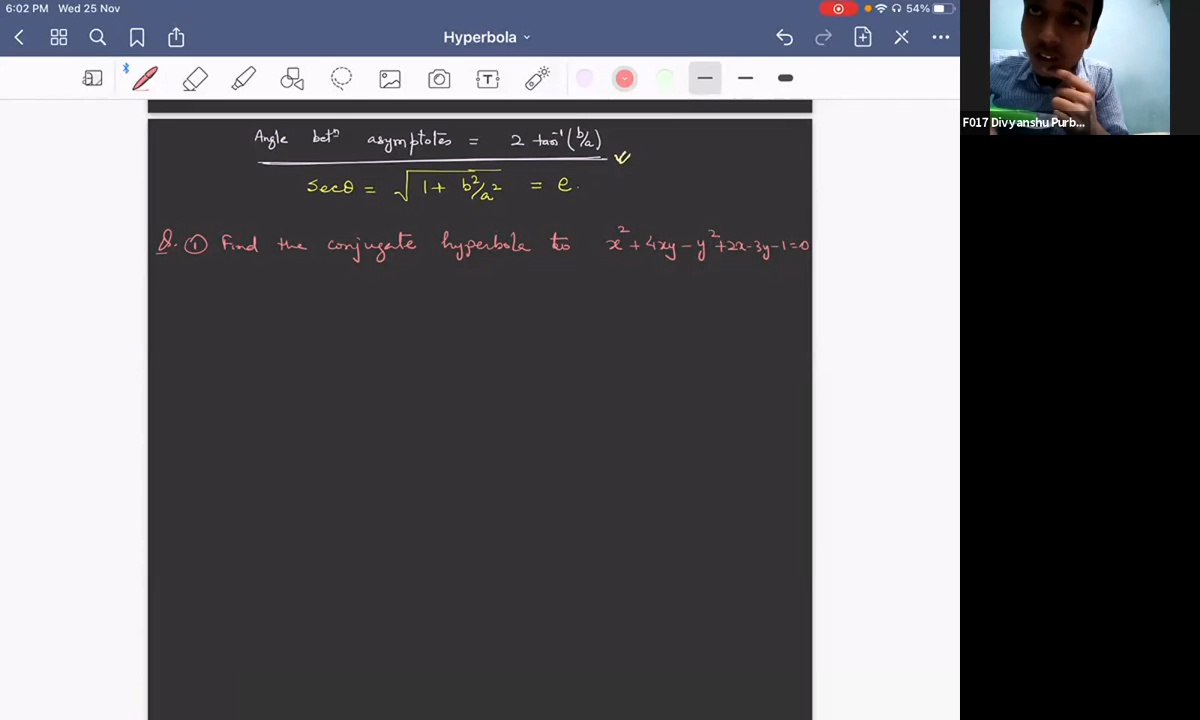 6:02 PM Wed 25 Nov
54%
Hyperbola
T
F017 Divyanshu Purb...
Angle betⁿ asymptotes = 2 tan⁻¹(b/a)
secθ = √(1 + b²/a²) = e.
Q. ① Find the conjugate hyperbola to x² + 4xy - y² + 2x - 3y - 1 = 0